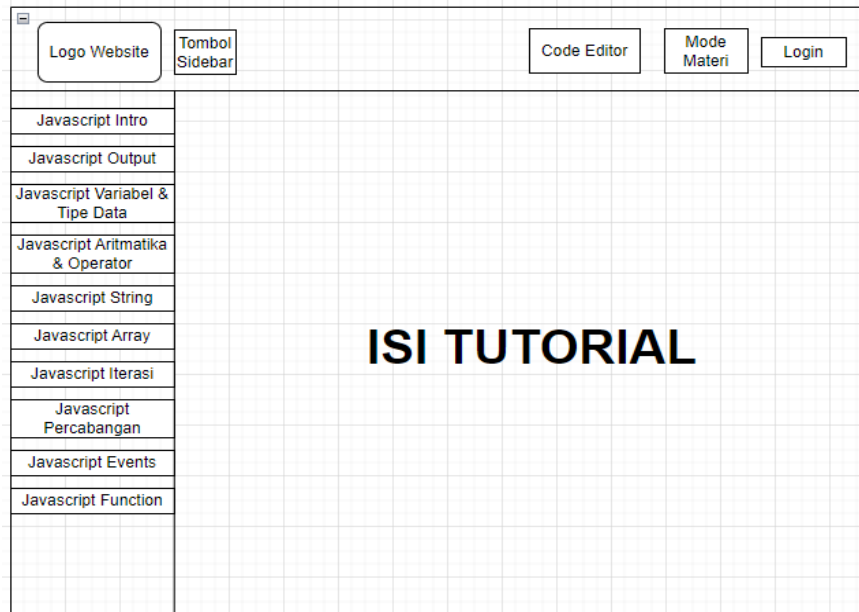 Logo Website
Tombol
Sidebar
Code Editor
Mode
Materi
Login
Javascript Intro
Javascript Output
Javascript Variabel &
Tipe Data
Javascript Aritmatika
& Operator
Javascript String
Javascript Array
Javascript Iterasi
Javascript
Percabangan
Javascript Events
Javascript Function
ISI TUTORIAL